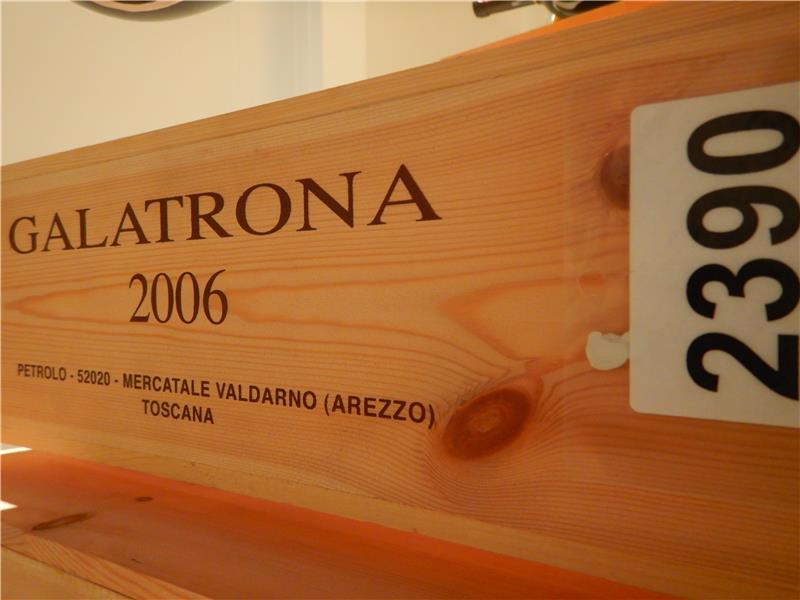 GALATRONA
2006
PETROLO - 52020 - MERCATALE VALDARNO (AREZZO)
TOSCANA
2390